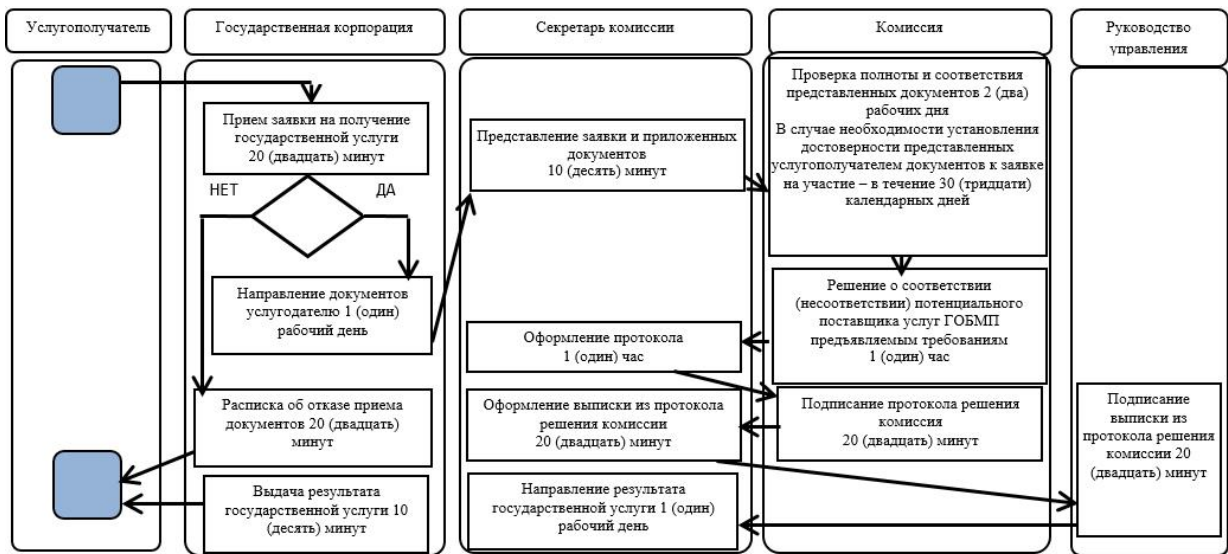 Услугополучатель
Государственная корпорация
Секретарь комиссии
Комиссия
Руководство
управления
Прием заявки на получение
государственной услуги
20 (двадцать) минут
НЕТ
ДА
Направление документов
услугодателю 1 (один)
рабочий день
Расписка об отказе приема
документов 20 (двадцать)
минут
Выдача результата
государственной услуги 10
(десять) минут
Представление заявки и приложенных
документов
10 (десять) минут
Оформление протокола
1 (один) час
Оформление выписки из протокола
решения комиссии
20 (двадцать) минут
Направление результата
государственной услуги 1 (один)
рабочий день
Проверка полноты и соответствия
представленных документов 2 (два)
рабочих дня
В случае необходимости установления
достоверности представленных
услугополучателем документов к заявке
на участие – в течение 30 (тридцати)
календарных дней
Решение о соответствии
(несоответствии) потенциального
поставщика услуг ГОБМП
предъявляемым требованиям
1 (один) час
Подписание протокола решения
комиссия
20 (двадцать) минут
Подписание
выписки из
протокола решения
комиссии 20
(двадцать) минут